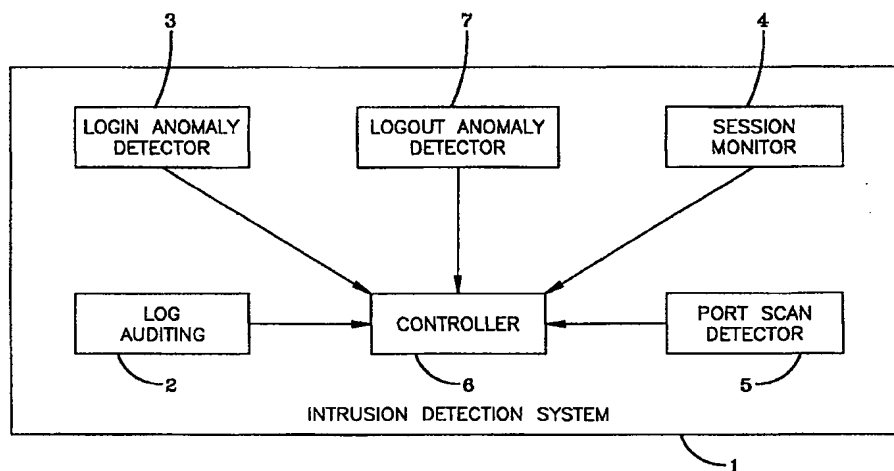 3
7
4
LOGIN ANOMALY
DETECTOR
LOGOUT ANOMALY
DETECTOR
SESSION
MONITOR
LOG
AUDITING
CONTROLLER
PORT SCAN
DETECTOR
2
6
5
INTRUSION DETECTION SYSTEM
1